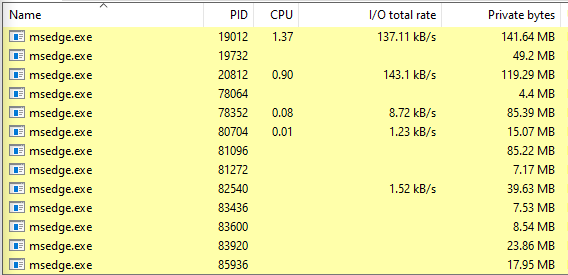 Name PID CPU I/O total rate Private bytes
msedge.exe 19012 1.37 137.11 kB/s 141.64 MB
msedge.exe 19732 49.2 MB
msedge.exe 20812 0.90 143.1 kB/s 119.29 MB
msedge.exe 78064 4.4 MB
msedge.exe 78352 0.08 8.72 kB/s 85.39 MB
msedge.exe 80704 0.01 1.23 kB/s 15.07 MB
msedge.exe 81096 85.22 MB
msedge.exe 81272 7.17 MB
msedge.exe 82540 1.52 kB/s 39.63 MB
msedge.exe 83436 7.53 MB
msedge.exe 83600 8.54 MB
msedge.exe 83920 23.86 MB
msedge.exe 85936 17.95 MB